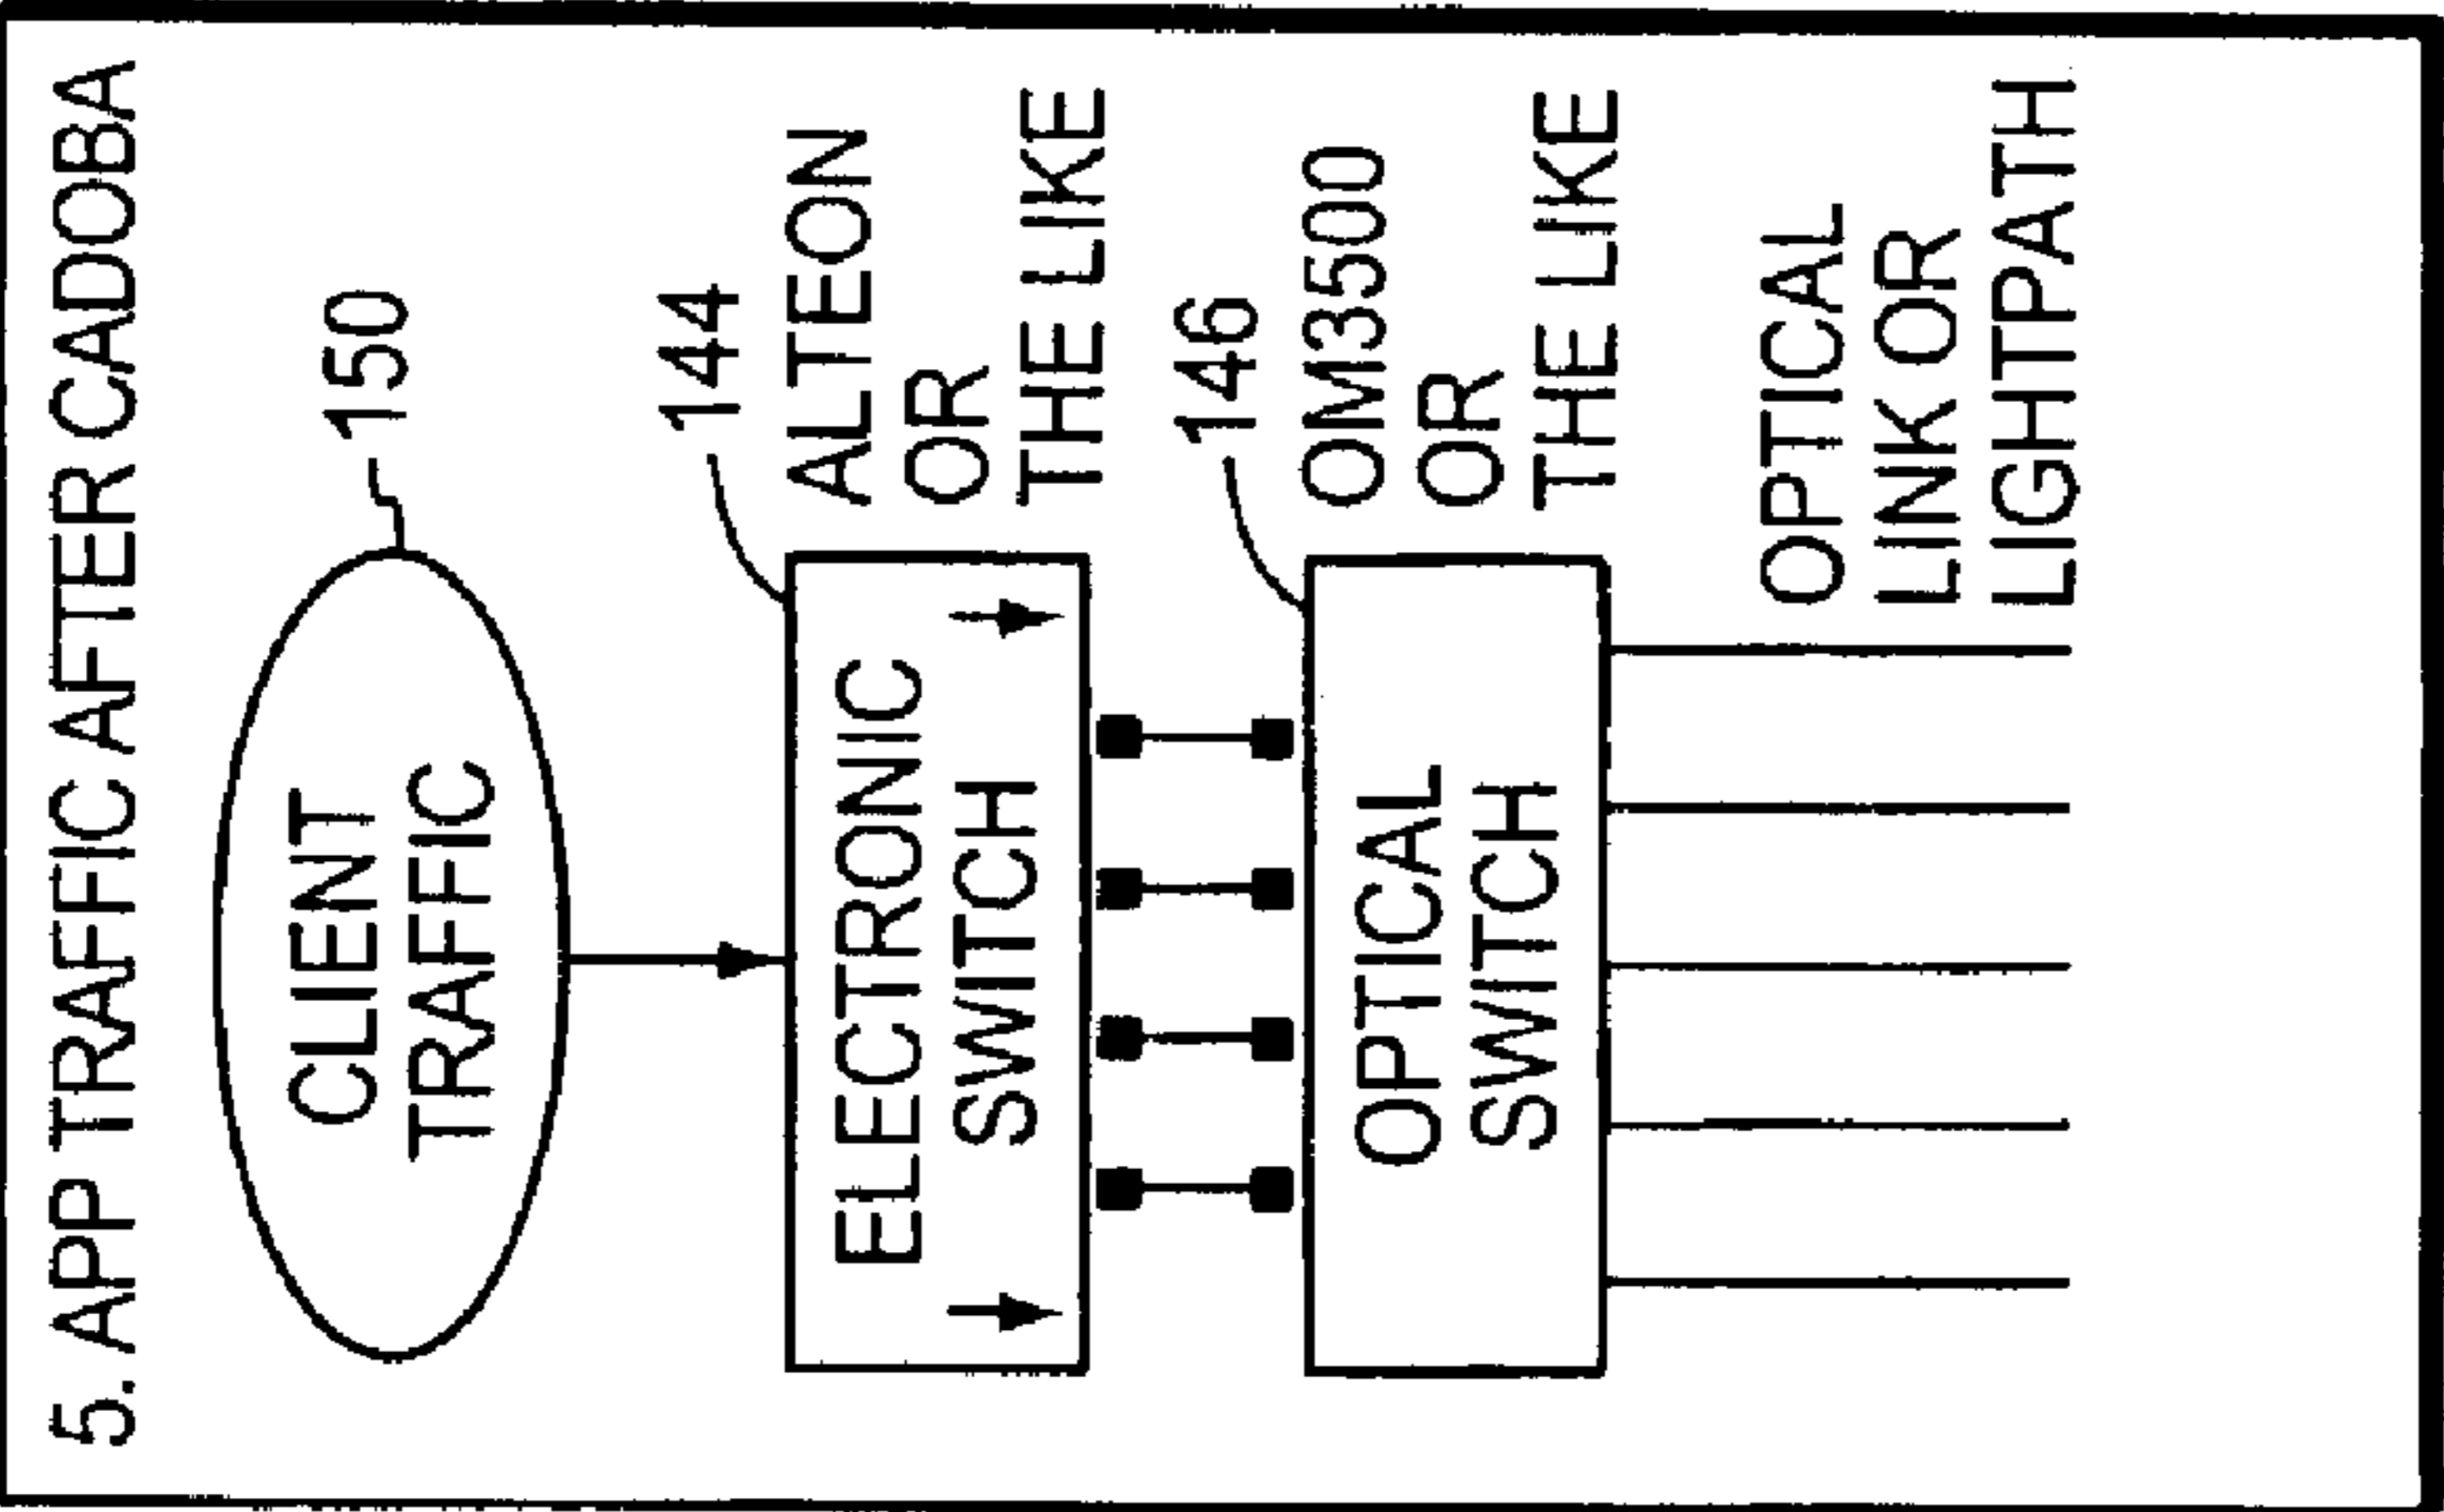 5. APP TRAFFIC AFTER CADO8A
150
CLIENT
TRAFFIC
144
ALTEON
OR
THE LIKE
ELECTRONIC
SWITCH
146
OM3500
OR
THE LIKE
OPTICAL
SWITCH
OPTICAL
LINK OR
LIGHTPATH